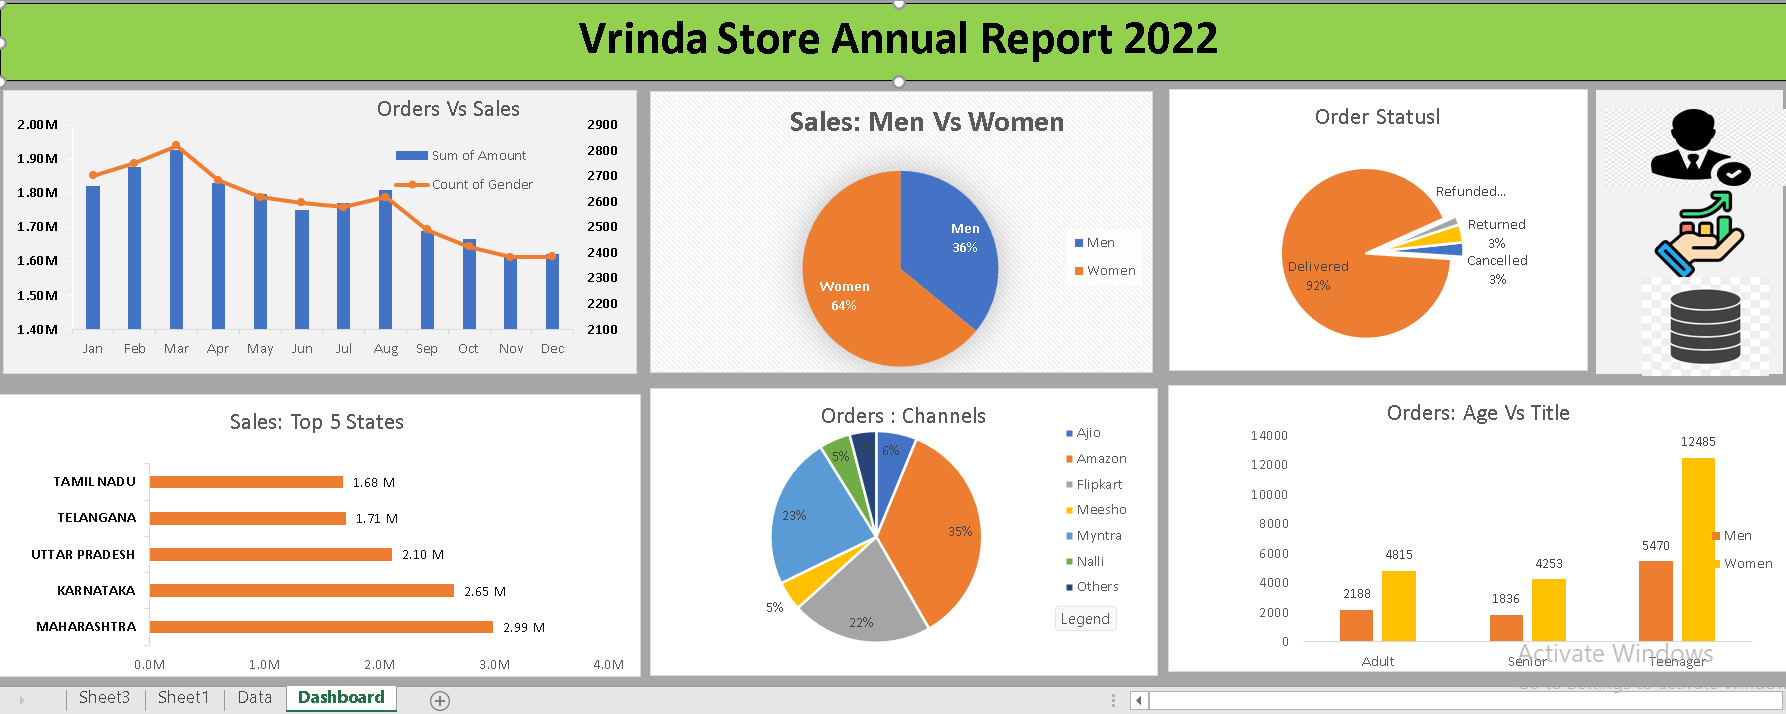 Vrinda Store Annual Report 2022
Orders Vs Sales
2.00M
1.90M
1.80M
1.70M
1.60M
1.50M
1.40M
2900
2800
2700
2600
2500
2400
2300
2200
2100
Sum of Amount
Count of Gender
Jan Feb Mar Apr May Jun Jul Aug Sep Oct Nov Dec
Sales: Men Vs Women
Men
36%
Women
64%
Men
Women
Order Statusl
Refunded...
Returned
3%
Cancelled
3%
Delivered
92%
Sales: Top 5 States
TAMIL NADU 1.68 M
TELANGANA 1.71 M
UTTAR PRADESH 2.10 M
KARNATAKA 2.65 M
MAHARASHTRA 2.99 M
0.0M 1.0M 2.0M 3.0M 4.0M
Orders : Channels
6%
35%
22%
5%
23%
5%
Ajio
Amazon
Flipkart
Meesho
Myntra
Nalli
Others
Legend
Orders: Age Vs Title
14000
12000
10000
8000
6000
4000
2000
0
2188 4815
1836 4253
5470 12485
Men
Women
Adult Senior Teenager
Activate Windows
Go to Settings to activate Windows
Sheet3 Sheet1 Data Dashboard